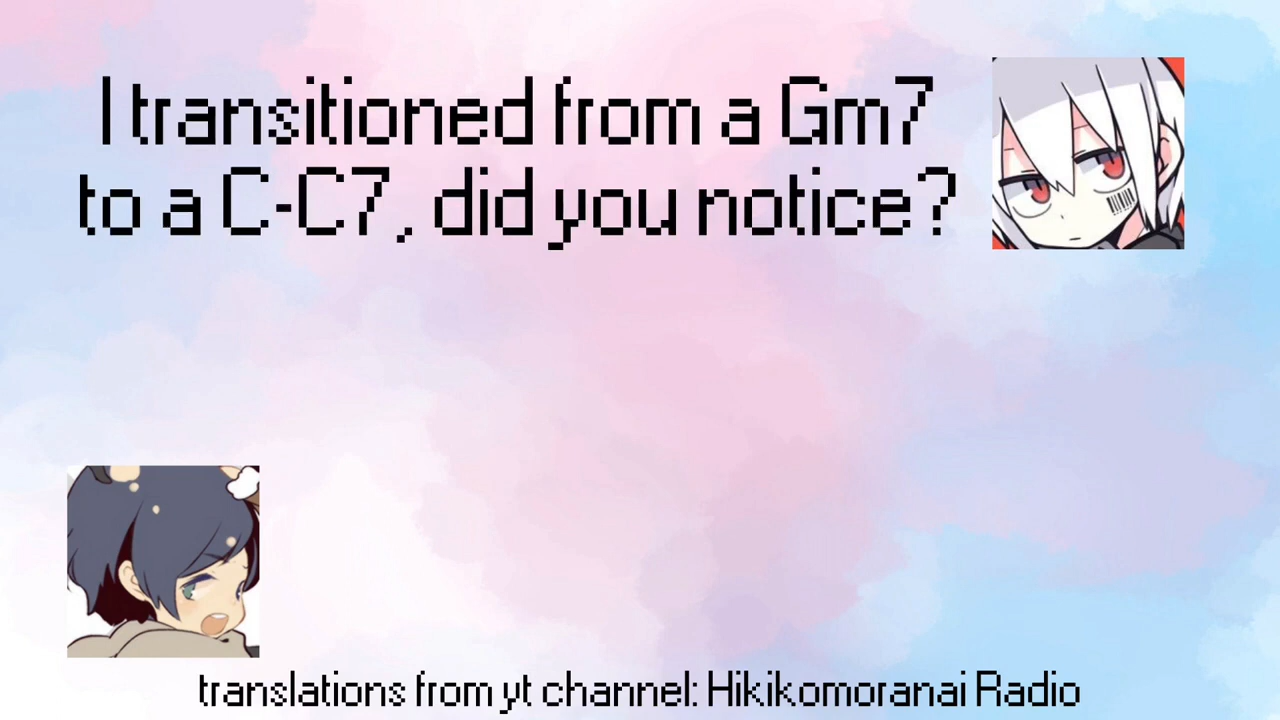 I transitioned from a Gm7
to a C-C7, did you notice?
translations from yt channel: Hikikomoranai Radio